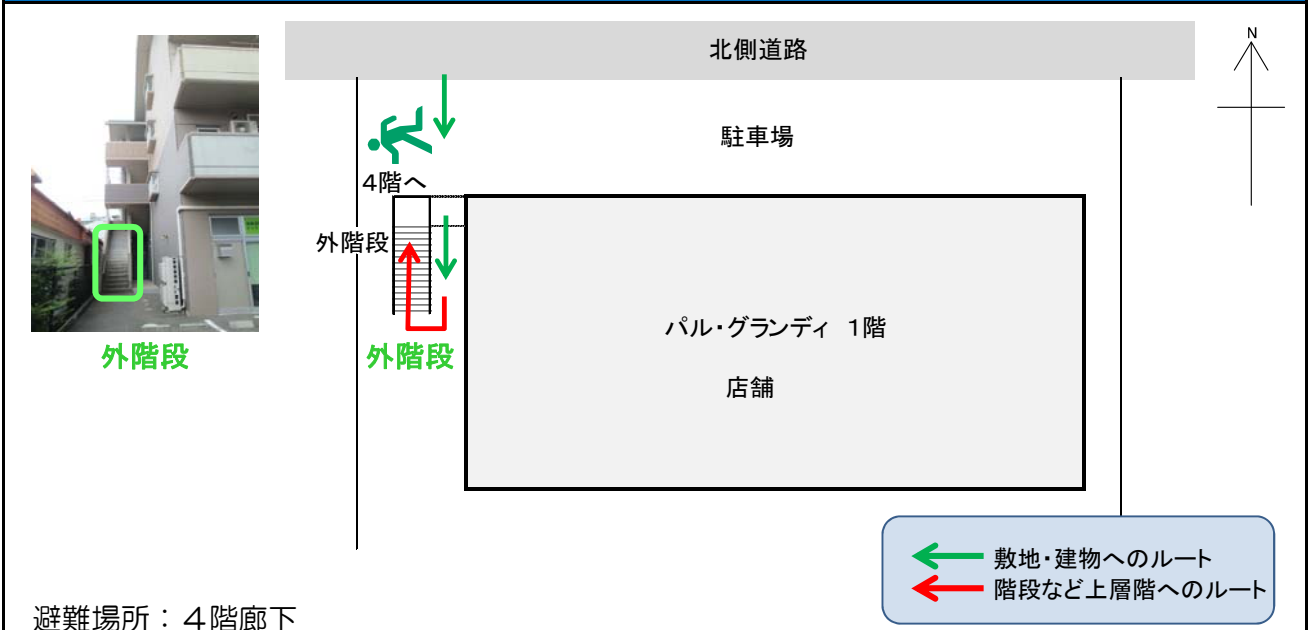 北側道路
N
駐車場
4階へ
外階段
外階段
外階段
パル・グランディ 1階
店舗
敷地・建物へのルート
階段など上層階へのルート
避難場所：４階廊下